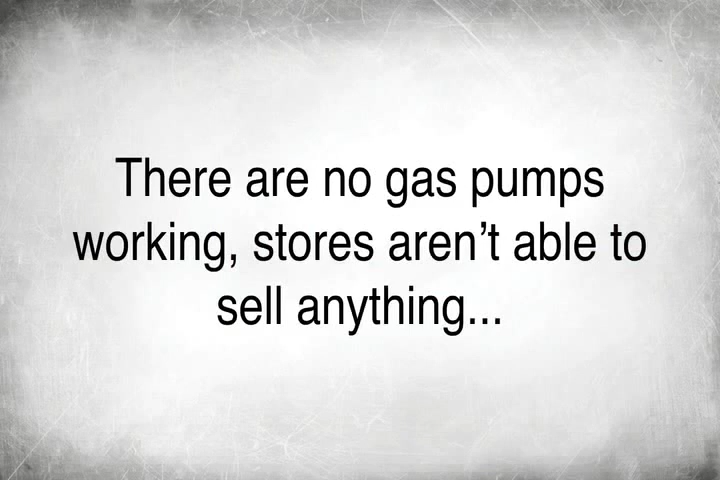 There are no gas pumps
working, stores aren’t able to
sell anything...